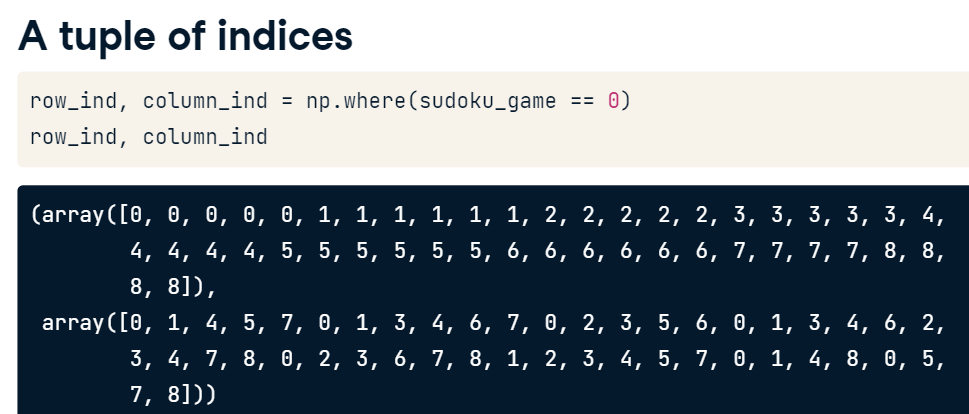 A tuple of indices
row_ind, column_ind = np.where(sudoku_game == 0)
row_ind, column_ind
(array([0, 0, 0, 0, 0, 1, 1, 1, 1, 1, 1, 2, 2, 2, 2, 2, 3, 3, 3, 3, 3, 4,
4, 4, 4, 4, 5, 5, 5, 5, 5, 5, 6, 6, 6, 6, 6, 6, 7, 7, 7, 7, 8, 8,
8, 8]),
array([0, 1, 4, 5, 7, 0, 1, 3, 4, 6, 7, 0, 2, 3, 5, 6, 0, 1, 3, 4, 6, 2,
3, 4, 7, 8, 0, 2, 3, 6, 7, 8, 1, 2, 3, 4, 5, 7, 0, 1, 4, 8, 0, 5,
7, 8]))